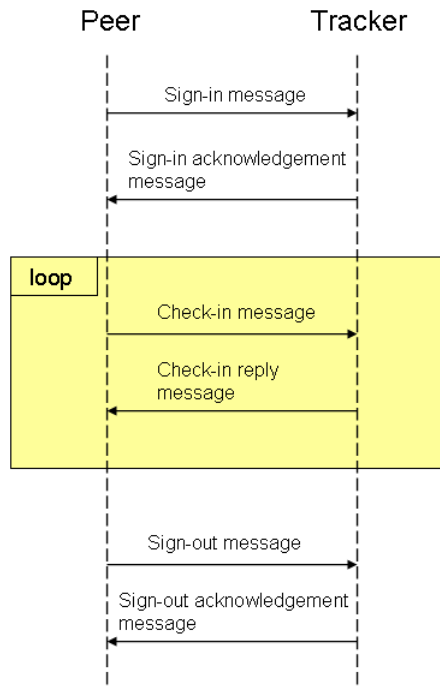 Peer Tracker
Sign-in message
Sign-in acknowledgement
message
loop
Check-in message
Check-in reply
message
Sign-out message
Sign-out acknowledgement
message